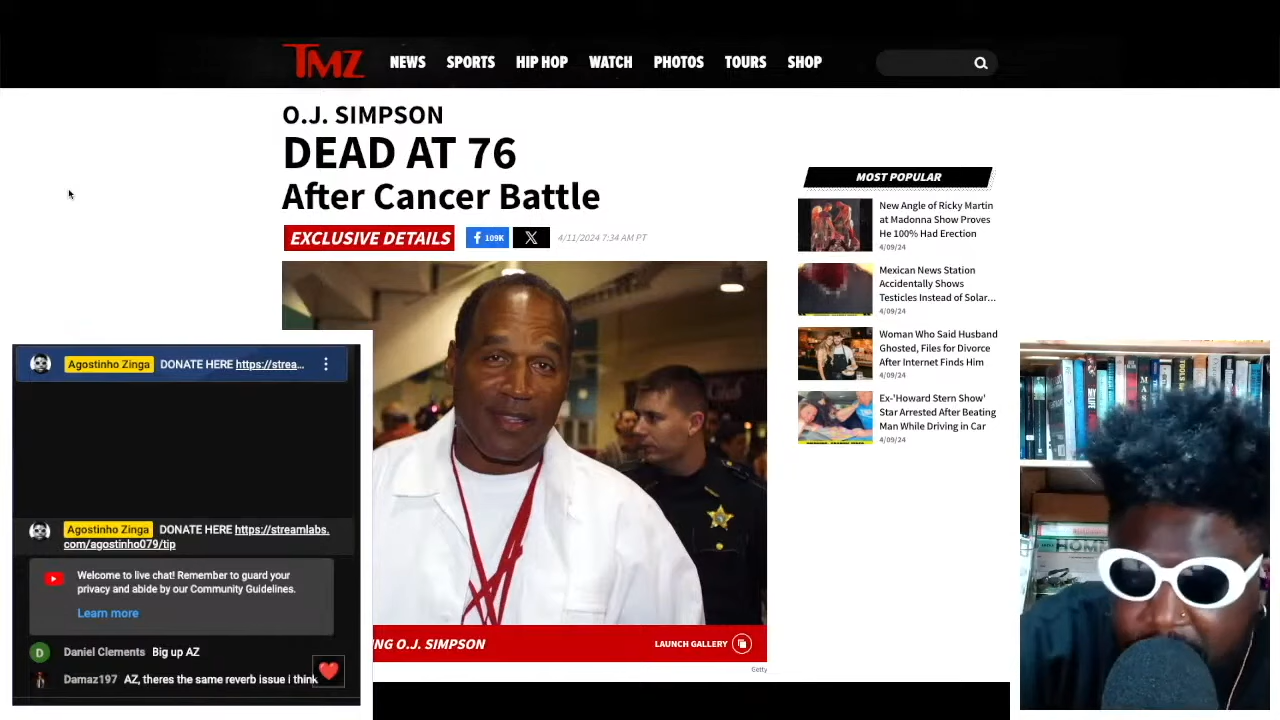 TMZ
NEWS SPORTS HIP HOP WATCH PHOTOS TOURS SHOP
O.J. SIMPSON
DEAD AT 76
After Cancer Battle
EXCLUSIVE DETAILS
109K
4/11/2024 7:34 AM PT
MOST POPULAR
New Angle of Ricky Martin
at Madonna Show Proves
He 100% Had Erection
4/09/24
Mexican News Station
Accidentally Shows
Testicles Instead of Solar...
4/09/24
Woman Who Said Husband
Ghosted, Files for Divorce
After Internet Finds Him
4/09/24
Ex-'Howard Stern Show'
Star Arrested After Beating
Man While Driving in Car
4/09/24
NG O.J. SIMPSON
LAUNCH GALLERY
Getty
Agostinho Zinga DONATE HERE https://strea...
Agostinho Zinga DONATE HERE https://streamlabs.
com/agostinho079/tip
Welcome to live chat! Remember to guard your
privacy and abide by our Community Guidelines.
Learn more
D Daniel Clements Big up AZ
Damaz197 AZ, theres the same reverb issue i think